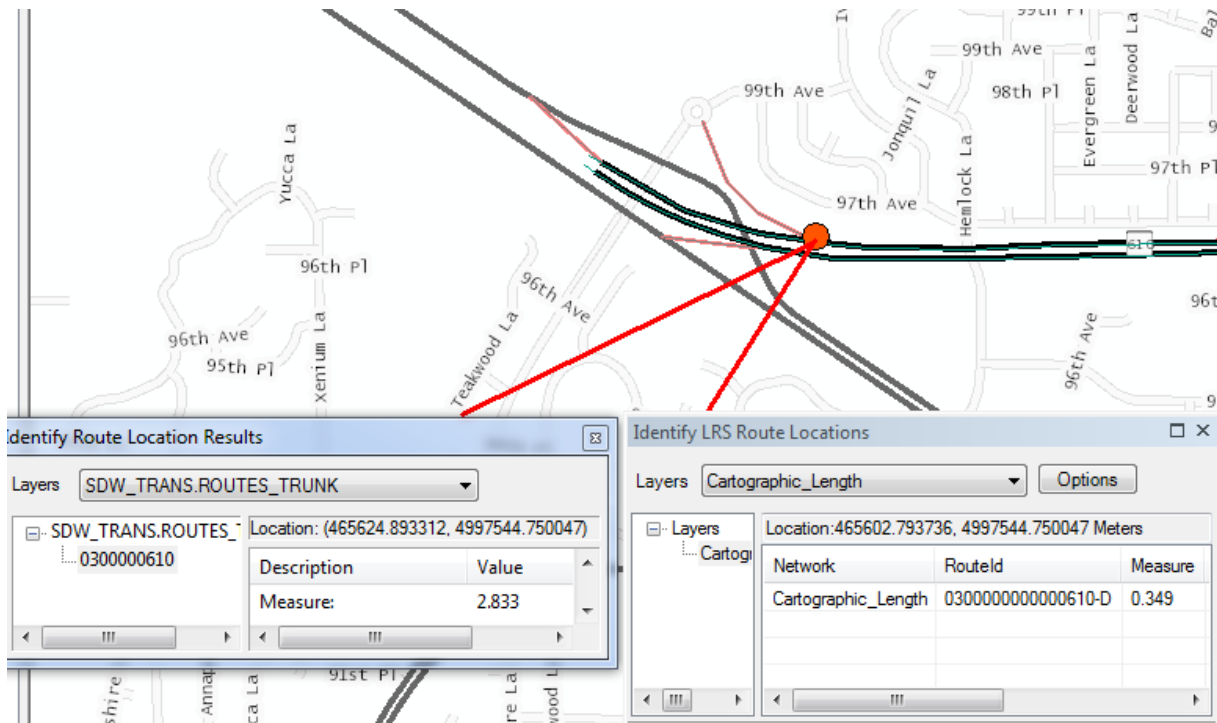 99th Pl
99th Ave
99th Ave
98th Pl
Jonquil La
Evergreen La
Deerwood La
97th Pl
Yucca La
97th Ave
Hemlock La
96th Pl
96th Ave
96th Ave
95th Pl
xenium La
Teakwood La
96th Ave
Identify Route Location Results
Layers SDW_TRANS.ROUTES_TRUNK
SDW_TRANS.ROUTES_T
0300000610
Location: (465624.893312, 4997544.750047)
Description Value
Measure: 2.833
Identify LRS Route Locations
Layers Cartographic_Length Options
Layers
Cartogr
Location:465602.793736, 4997544.750047 Meters
Network RouteId Measure
Cartographic_Length 0300000000000610-D 0.349
91st Pl